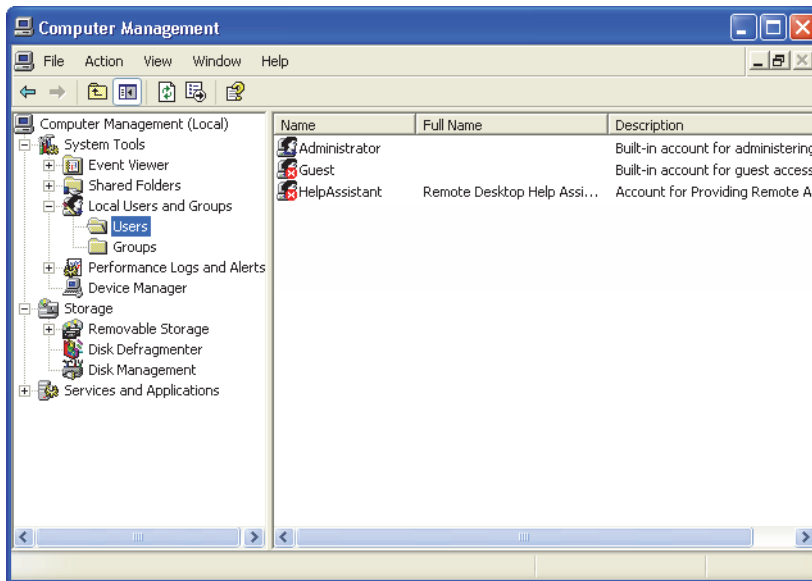 Computer Management
File Action View Window Help
Computer Management (Local)
System Tools
Event Viewer
Shared Folders
Local Users and Groups
Users
Groups
Performance Logs and Alerts
Device Manager
Storage
Removable Storage
Disk Defragmenter
Disk Management
Services and Applications
Name Full Name Description
Administrator Built-in account for administering
Guest Built-in account for guest access
HelpAssistant Remote Desktop Help Assi... Account for Providing Remote A